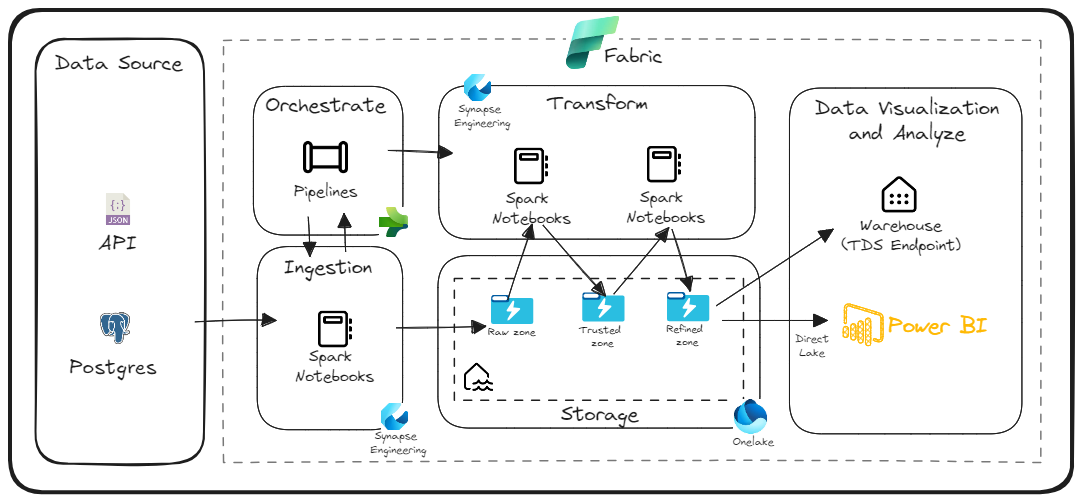 Data Source
{:}
JSON
API
Postgres
Fabric
Orchestrate
Pipelines
Ingestion
Spark
Notebooks
Synapse
Engineering
Synapse
Engineering
Transform
Spark
Notebooks
Spark
Notebooks
Raw zone
Trusted
zone
Refined
zone
Storage
Onelake
Data Visualization
and Analyze
Warehouse
(TDS Endpoint)
Direct
Lake
Power BI